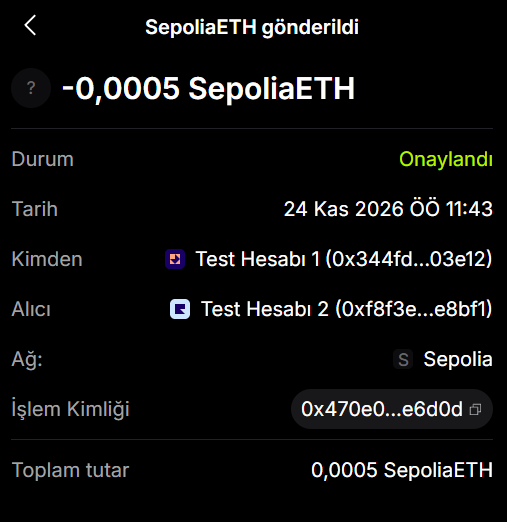 SepoliaETH gönderildi
? -0,0005 SepoliaETH
Durum Onaylandı
Tarih 24 Kas 2026 ÖÖ 11:43
Kimden Test Hesabı 1 (0x344fd...03e12)
Alıcı Test Hesabı 2 (0xf8f3e...e8bf1)
Ağ: S Sepolia
İşlem Kimliği 0x470e0...e6d0d
Toplam tutar 0,0005 SepoliaETH